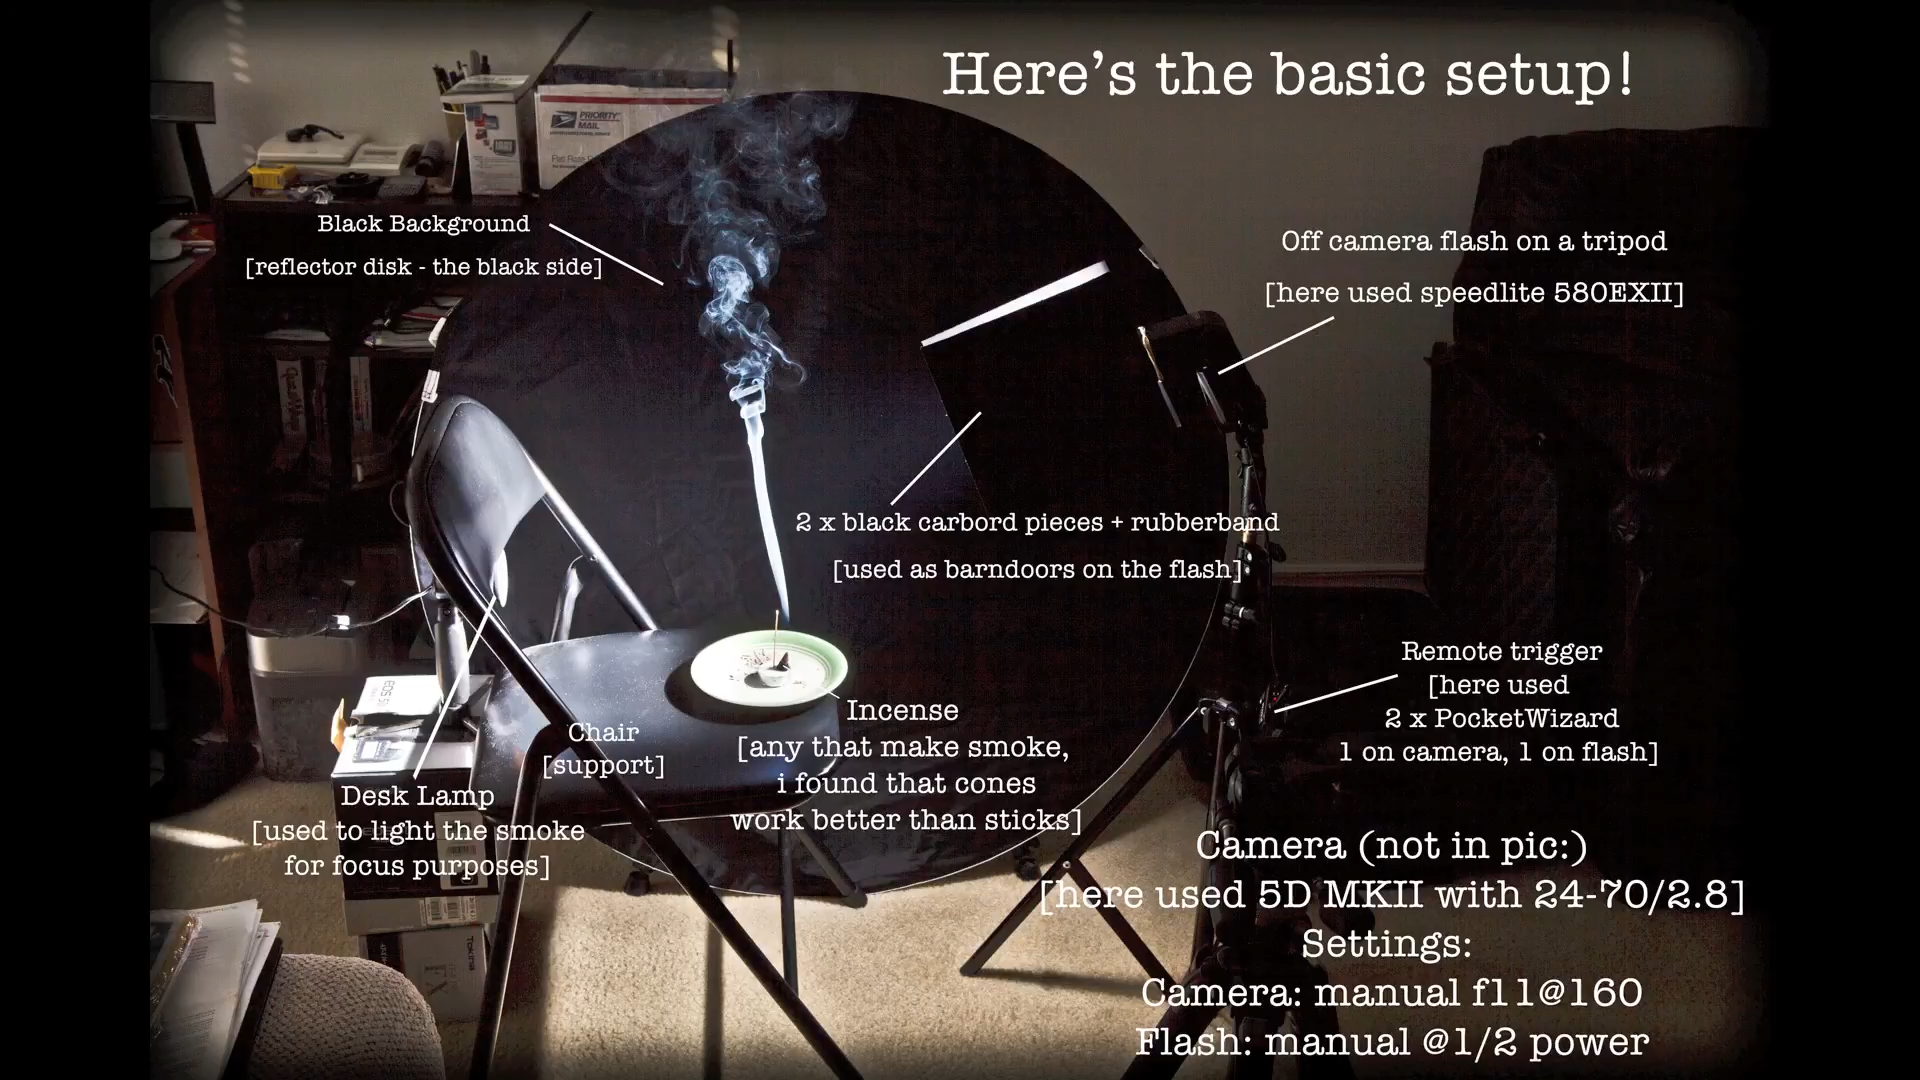 Here's the basic setup!
PRIORITY
MAIL
Black Background
[reflector disk - the black side]
Off camera flash on a tripod
[here used speedlite 580EXII]
2 x black carbord pieces + rubberband
[used as barndoors on the flash]
Remote trigger
[here used
2 x PocketWizard
1 on camera, 1 on flash]
Chair
[support]
Incense
[any that make smoke,
i found that cones
work better than sticks]
Desk Lamp
[used to light the smoke
for focus purposes]
Camera (not in pic:)
[here used 5D MKII with 24-70/2.8]
Settings:
Camera: manual f11@160
Flash: manual @1/2 power
EOS
Tokina